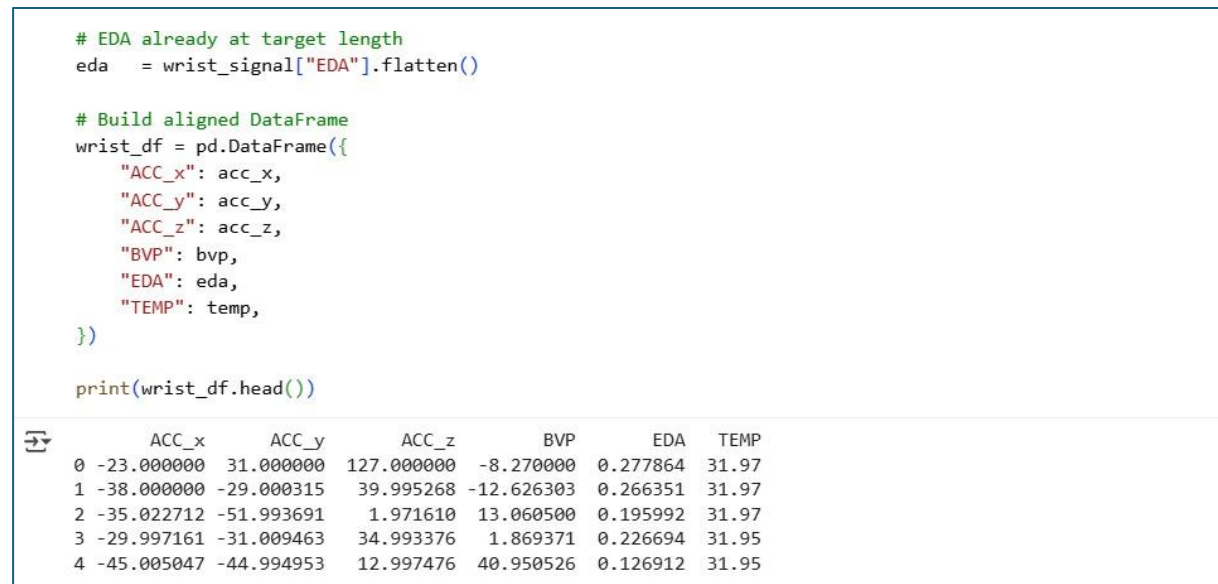 # EDA already at target length
eda   = wrist_signal["EDA"].flatten()
# Build aligned DataFrame
wrist_df = pd.DataFrame({
    "ACC_x": acc_x,
    "ACC_y": acc_y,
    "ACC_z": acc_z,
    "BVP": bvp,
    "EDA": eda,
    "TEMP": temp,
})
print(wrist_df.head())
       ACC_x      ACC_y       ACC_z        BVP       EDA   TEMP
0 -23.000000  31.000000  127.000000  -8.270000  0.277864  31.97
1 -38.000000 -29.000315   39.995268 -12.626303  0.266351  31.97
2 -35.022712 -51.993691    1.971610  13.060500  0.195992  31.97
3 -29.997161 -31.009463   34.993376   1.869371  0.226694  31.95
4 -45.005047 -44.994953   12.997476  40.950526  0.126912  31.95